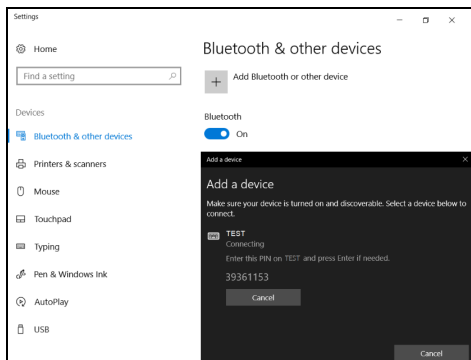 Settings
Home
Find a setting
Devices
Bluetooth & other devices
Printers & scanners
Mouse
Touchpad
Typing
Pen & Windows Ink
AutoPlay
USB
Bluetooth & other devices
Add Bluetooth or other device
Bluetooth
On
Add a device
Add a device
Make sure your device is turned on and discoverable. Select a device below to
connect.
TEST
Connecting
Enter this PIN on TEST and press Enter if needed.
39361153
Cancel
Cancel